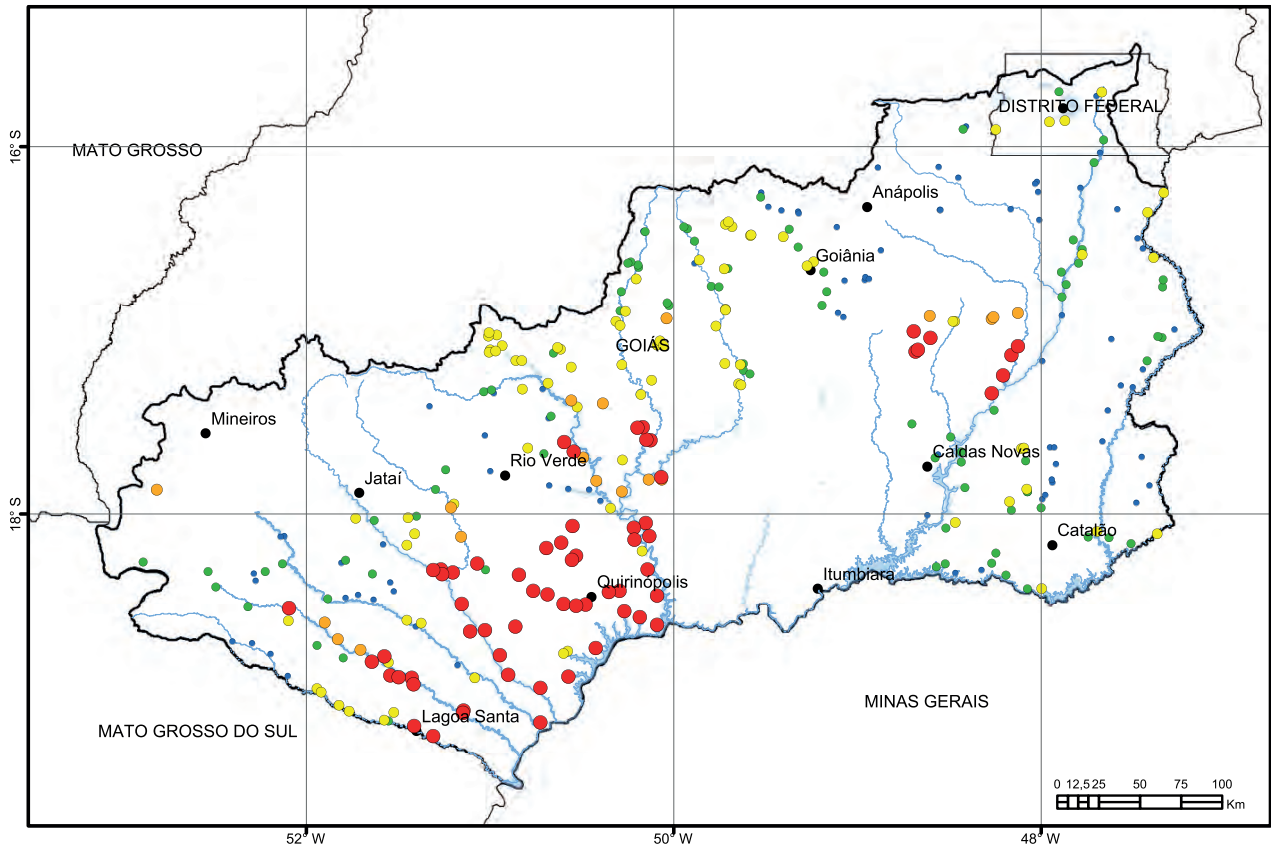 DISTRITO FEDERAL
MATO GROSSO
16°S
Anápolis
Goiânia
GOIÁS
Mineiros
Caldas Novas
Rio Verde
Jataí
18°S
Catalão
Itumbiara
Quirinópolis
MINAS GERAIS
Lagoa Santa
MATO GROSSO DO SUL
0 12,5 25 50 75 100
Km
52°W 50°W 48°W